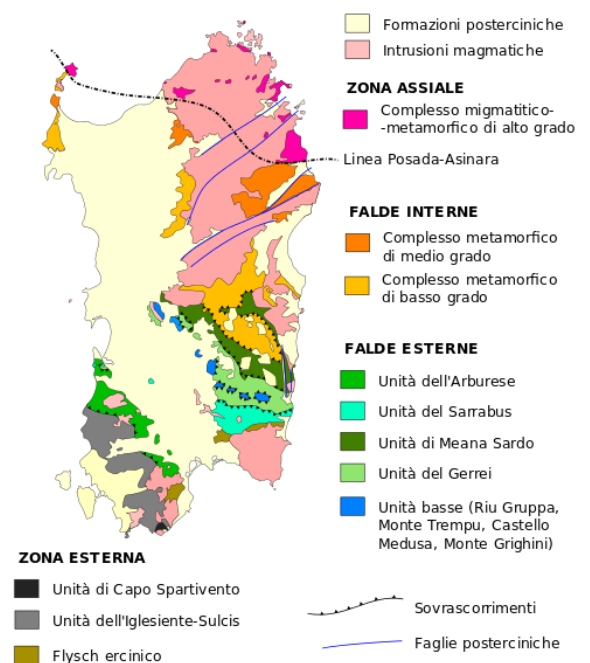 Formazioni posterciniche
Intrusioni magmatiche
ZONA ASSIALE
Complesso migmatitico-
-metamorfico di alto grado
Linea Posada-Asinara
FALDE INTERNE
Complesso metamorfico
di medio grado
Complesso metamorfico
di basso grado
FALDE ESTERNE
Unità dell'Arburese
Unità del Sarrabus
Unità di Meana Sardo
Unità del Gerrei
Unità basse (Riu Gruppa,
Monte Trempu, Castello
Medusa, Monte Grighini)
ZONA ESTERNA
Unità di Capo Spartivento
Unità dell'Iglesiente-Sulcis
Flysch ercinico
Sovrascorrimenti
Faglie posterciniche